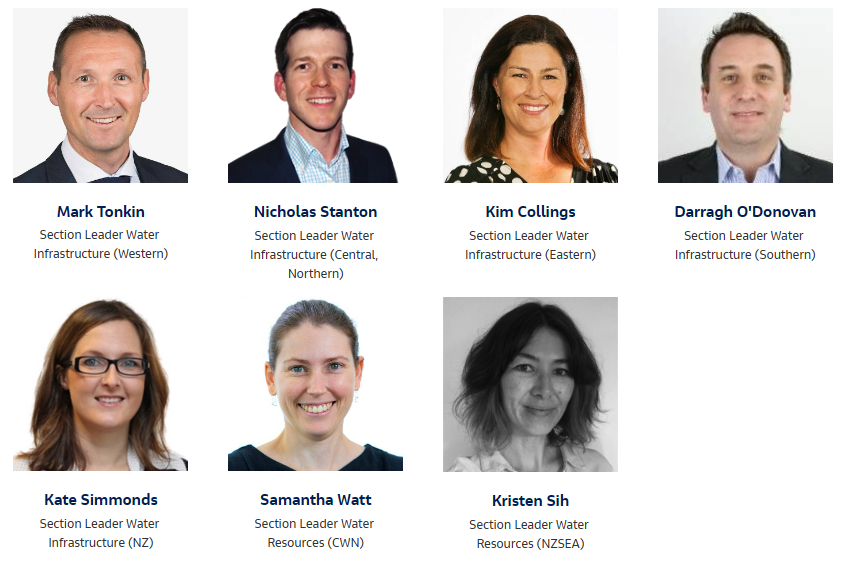 Mark Tonkin
Section Leader Water
Infrastructure (Western)
Nicholas Stanton
Section Leader Water
Infrastructure (Central,
Northern)
Kim Collings
Section Leader Water
Infrastructure (Eastern)
Darragh O'Donovan
Section Leader Water
Infrastructure (Southern)
Kate Simmonds
Section Leader Water
Infrastructure (NZ)
Samantha Watt
Section Leader Water
Resources (CWN)
Kristen Sih
Section Leader Water
Resources (NZSEA)